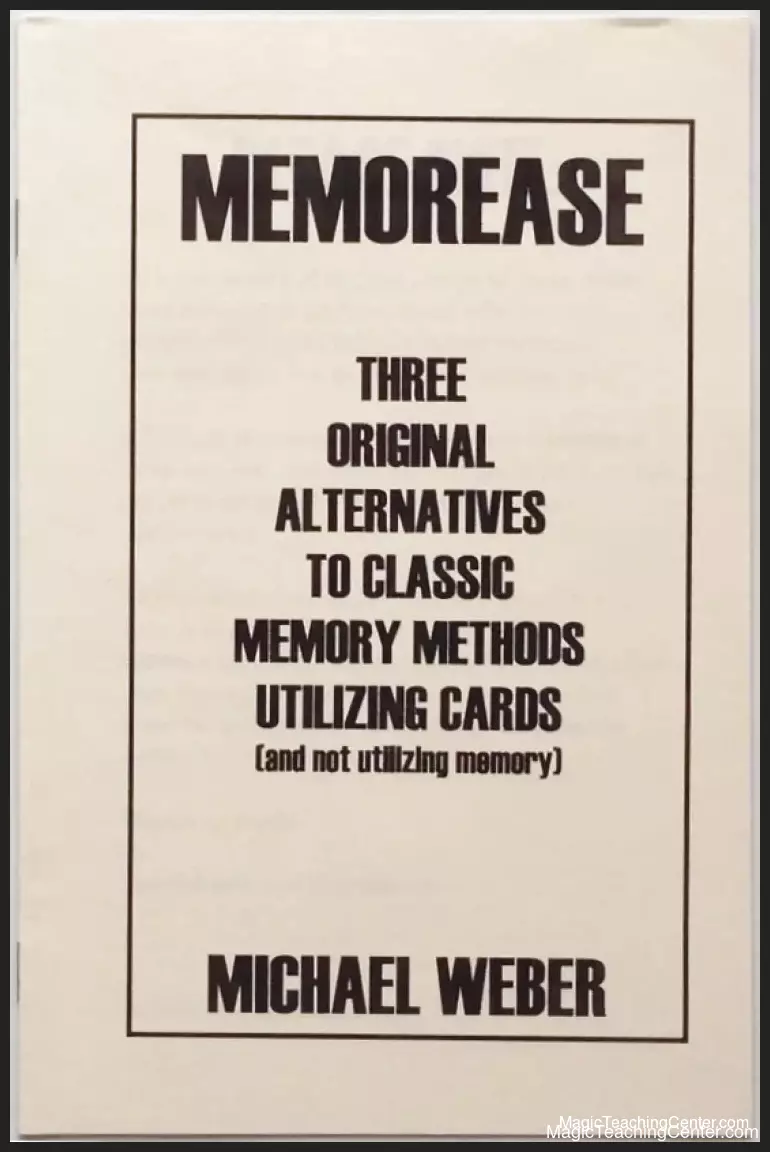 MEMOREASE
THREE
ORIGINAL
ALTERNATIVES
TO CLASSIC
MEMORY METHODS
UTILIZING CARDS
(and not utilizing memory)
MICHAEL WEBER
MagicTeachingCenter.com
MagicTeachingCenter.com